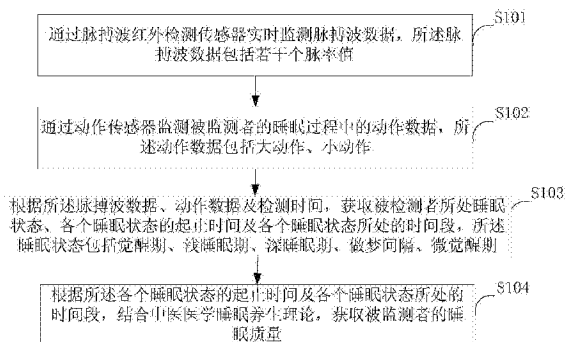 S101
通过脉搏波红外检测传感器实时监测脉搏波数据，所述脉
搏波数据包括若干个脉率值
S102
通过动作传感器监测被监测者的睡眠过程中的动作数据，所
述动作数据包括大动作、小动作
S103
根据所述脉搏波数据、动作数据及检测时间，获取被检测者所处睡眠
状态、各个睡眠状态的起止时间及各个睡眠状态所处的时间段，所述
睡眠状态包括觉醒期、浅睡眠期、深睡眠期、做梦间隔、微觉醒期
S104
根据所述各个睡眠状态的起止时间及各个睡眠状态所处的
时间段，结合中医医学睡眠养生理论，获取被监测者的睡
眠质量